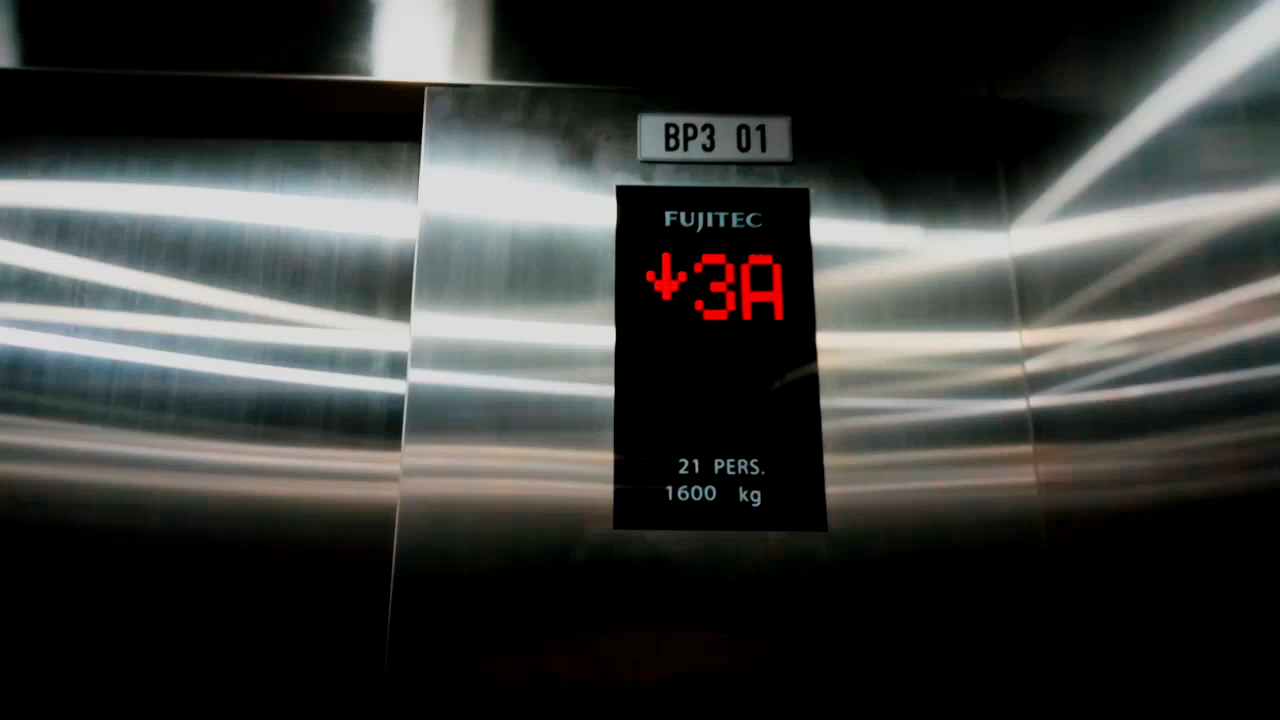 BP3 01
FUJITEC
↓3A
21 PERS.
1600 kg